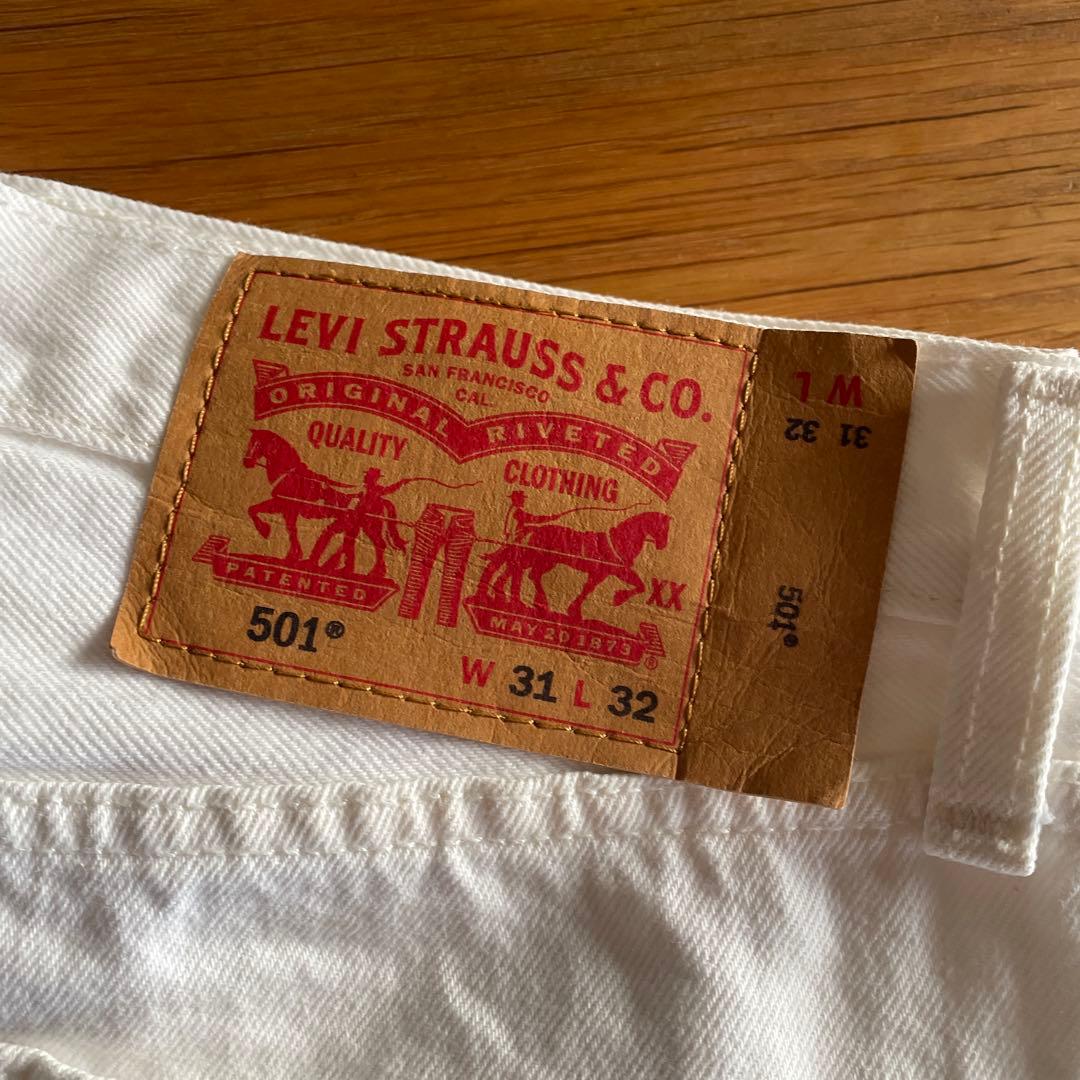 LEVI STRAUSS & CO.
SAN FRANCISCO
CAL.
ORIGINAL RIVETED
QUALITY
CLOTHING
XX
PATENTED
MAY 20 1873 ®
501®
W 31 L 32
W L
31 32
501®